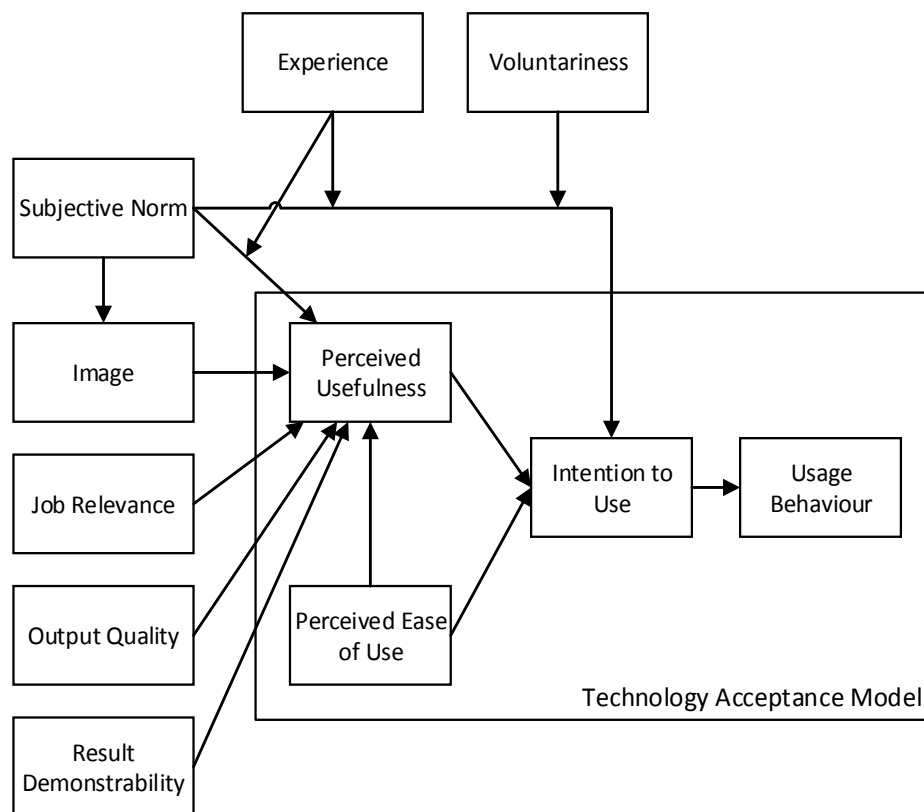 Experience
Voluntariness
Subjective Norm
Image
Perceived
Usefulness
Job Relevance
Intention to
Use
Usage
Behaviour
Output Quality
Perceived Ease
of Use
Technology Acceptance Model
Result
Demonstrability